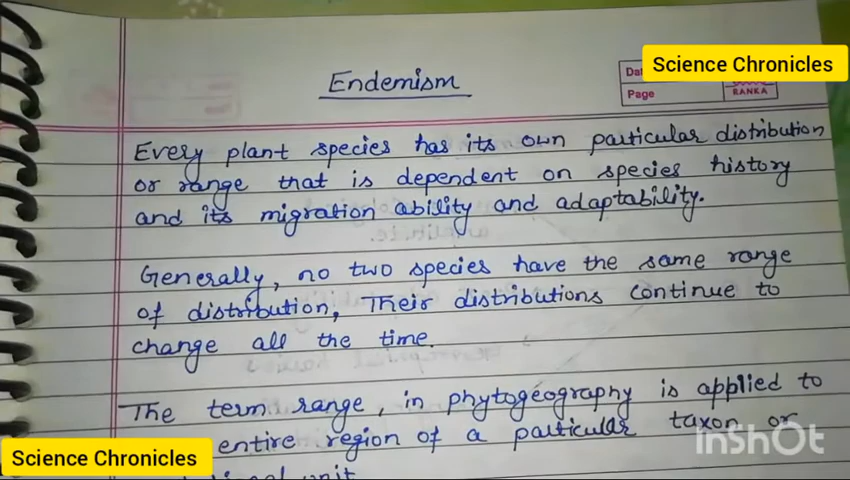 Endemism
Science Chronicles
Page
RANKA
Every plant species has its own particular distribution
or range that is dependent on species history
and its migration ability and adaptability.
Generally, no two species have the same range
of distribution, Their distributions continue to
change all the time.
The term range, in phytogeography is applied to
entire region of a particular taxon or
unit
Science Chronicles
InShOt